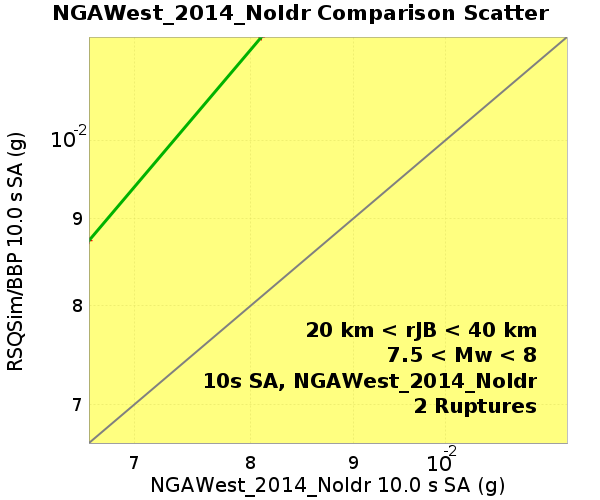 NGAWest_2014_NoIdr Comparison Scatter
RSQSim/BBP 10.0 s SA (g)
10-2
9
8
7
20 km < rJB < 40 km
7.5 < Mw < 8
10s SA, NGAWest_2014_NoIdr
2 Ruptures
7 8 9 10-2
NGAWest_2014_NoIdr 10.0 s SA (g)